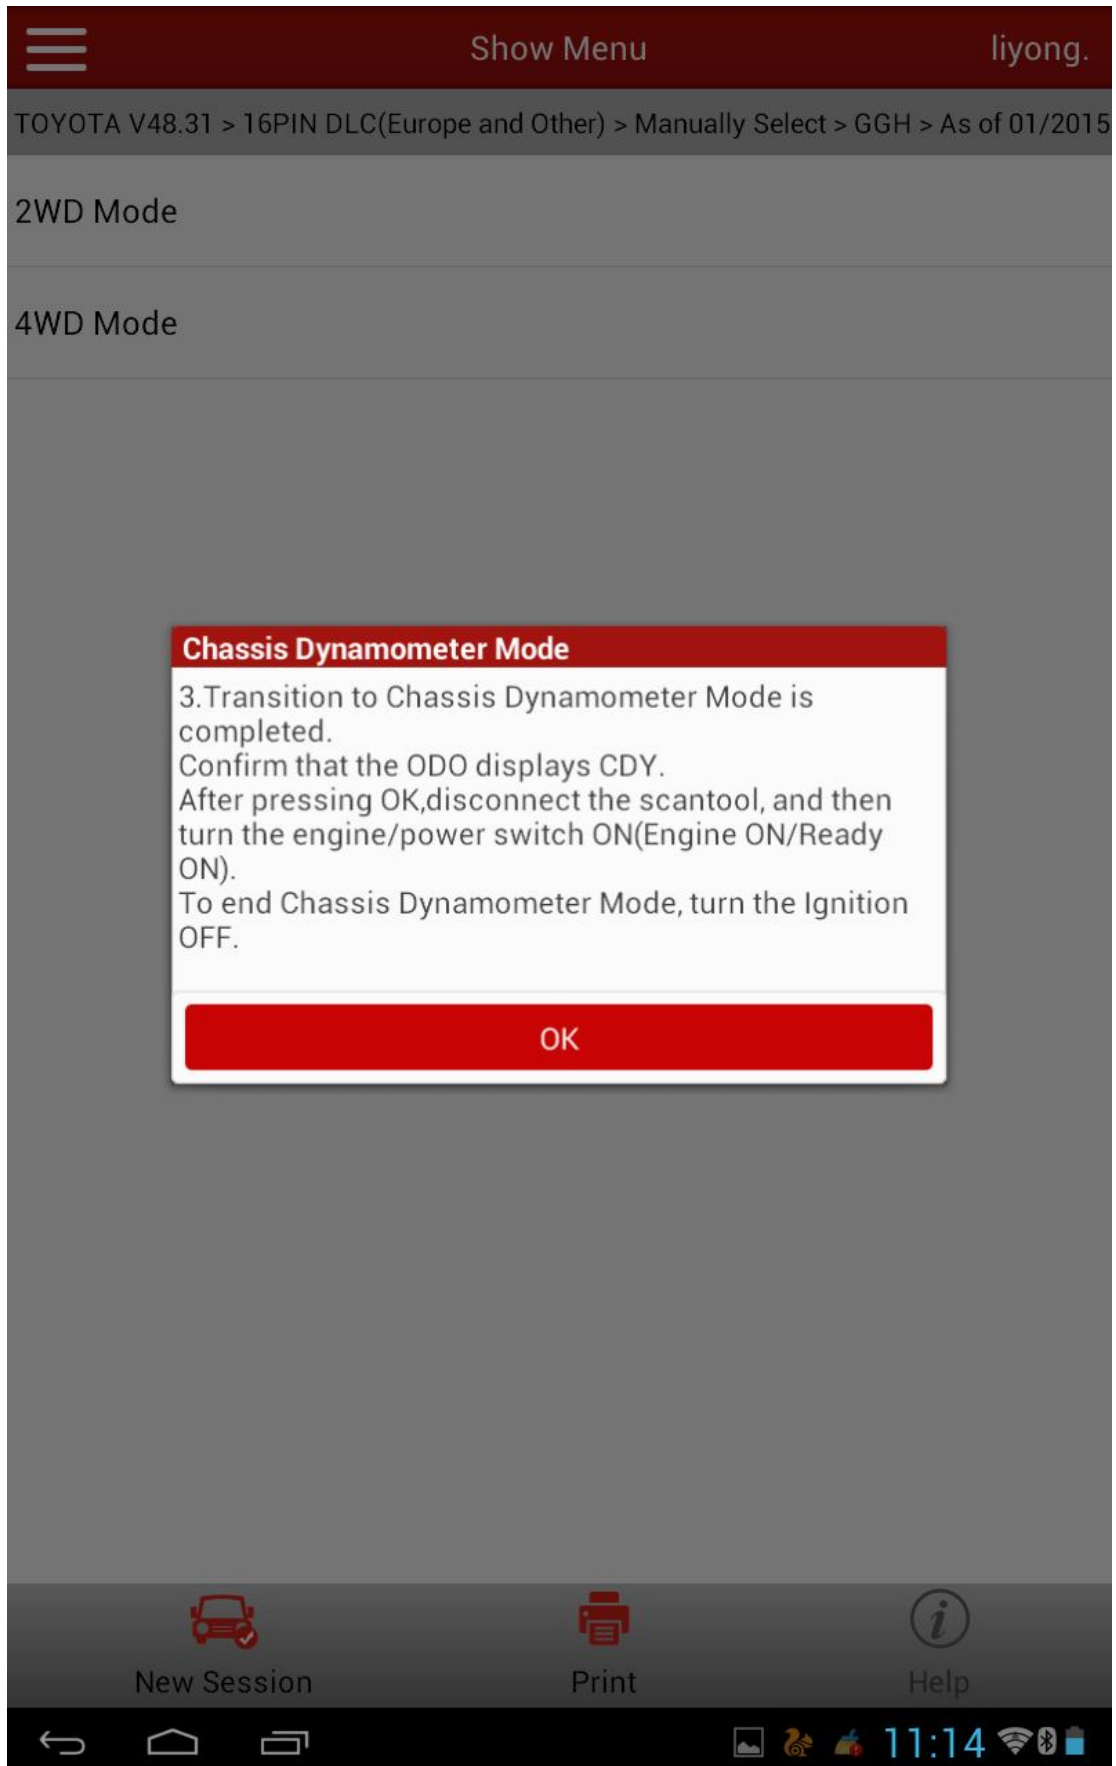 Show Menu
liyong.
TOYOTA V48.31 > 16PIN DLC(Europe and Other) > Manually Select > GGH > As of 01/2015
2WD Mode
4WD Mode
Chassis Dynamometer Mode
3.Transition to Chassis Dynamometer Mode is
completed.
Confirm that the ODO displays CDY.
After pressing OK,disconnect the scantool, and then
turn the engine/power switch ON(Engine ON/Ready
ON).
To end Chassis Dynamometer Mode, turn the Ignition
OFF.
OK
New Session
Print
Help
11:14